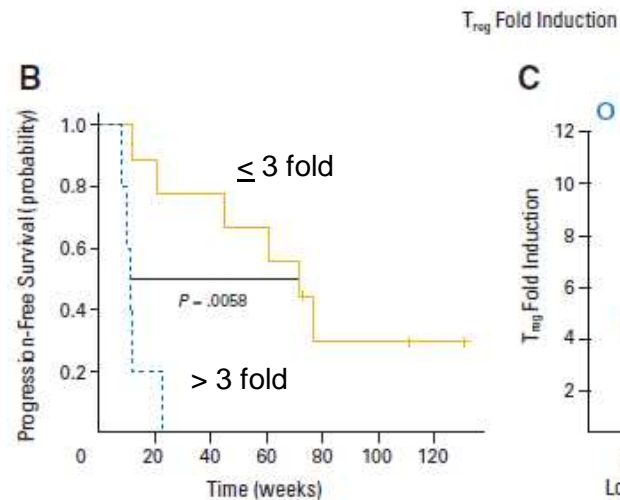 Treg Fold Induction
B
C
Progression-Free Survival (probability)
1.0
0.8
0.6
0.4
0.2
≤ 3 fold
P = .0058
> 3 fold
0 20 40 60 80 100 120
Time (weeks)
Treg Fold Induction
12
10
8
6
4
2
Lo